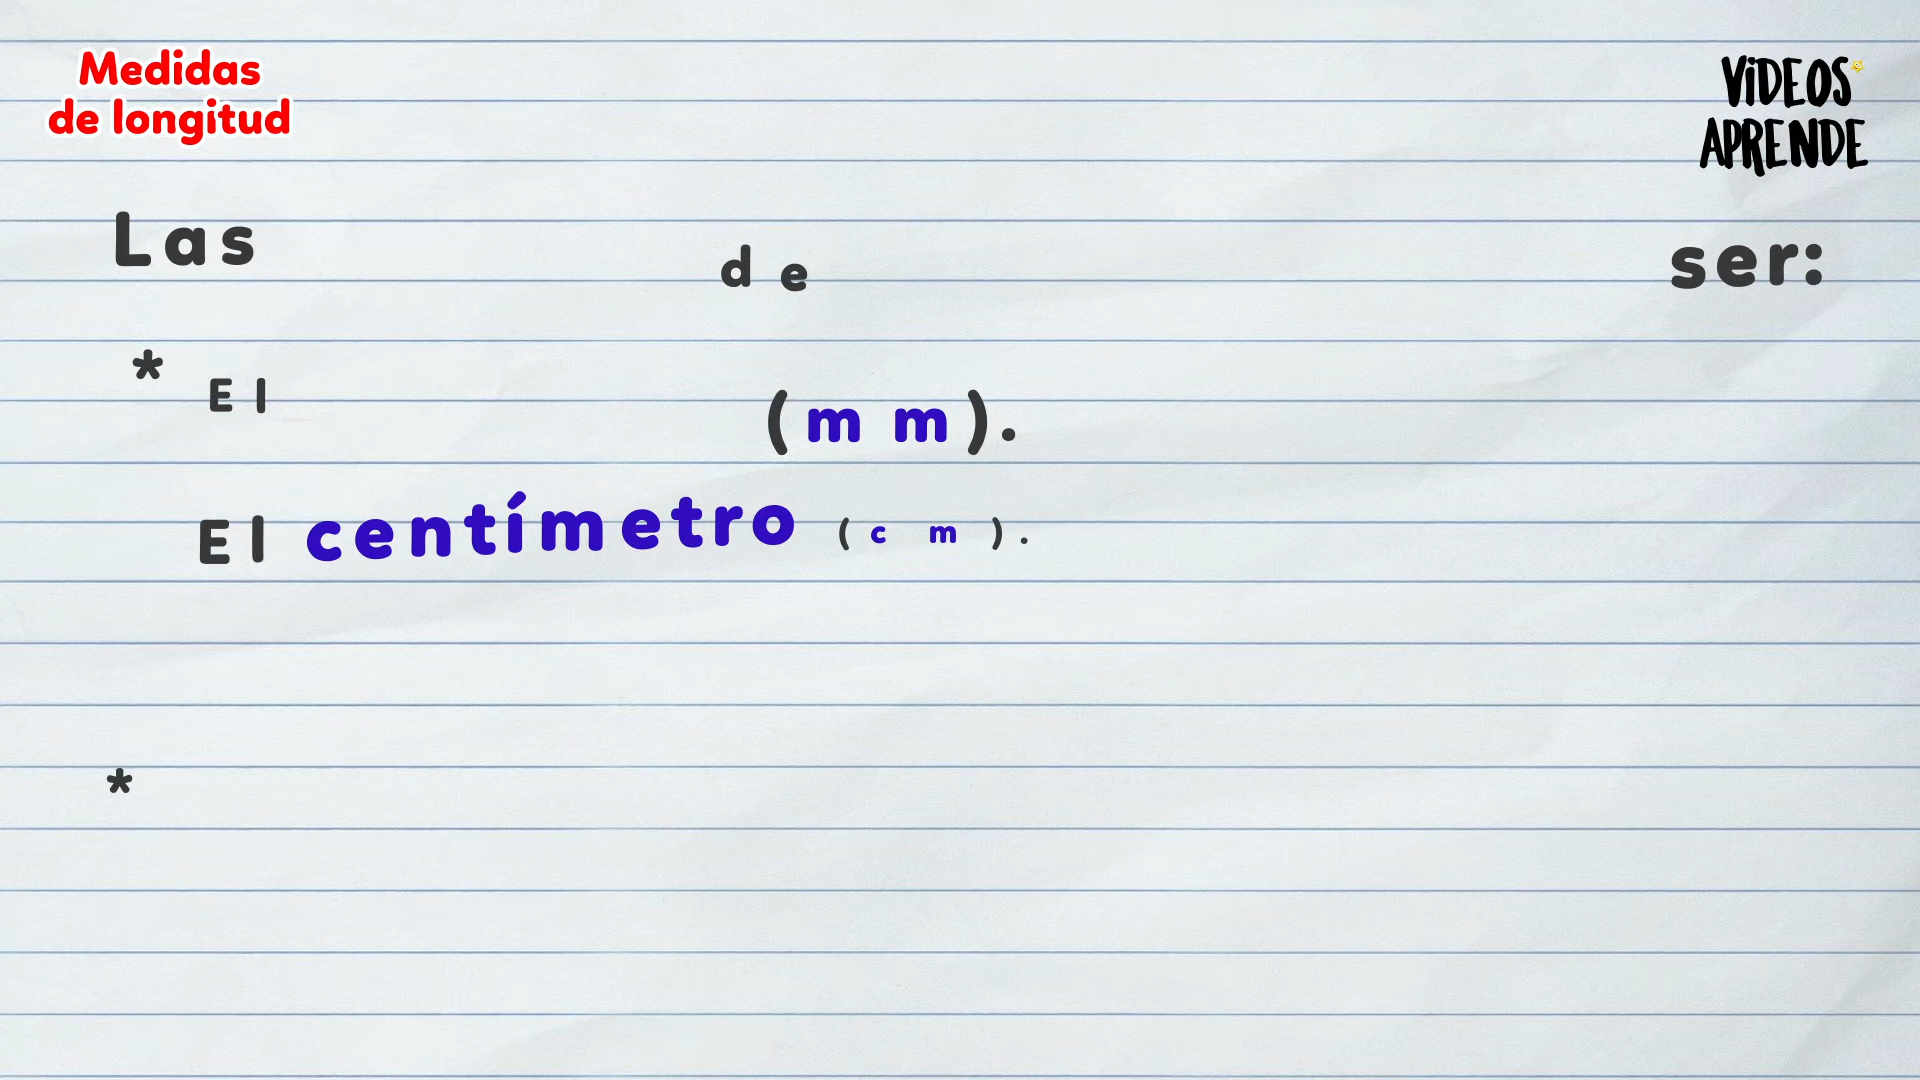 Medidas
de longitud
VIDEOS
APRENDE
Las de ser:
* El (mm).
El centímetro (cm).
*